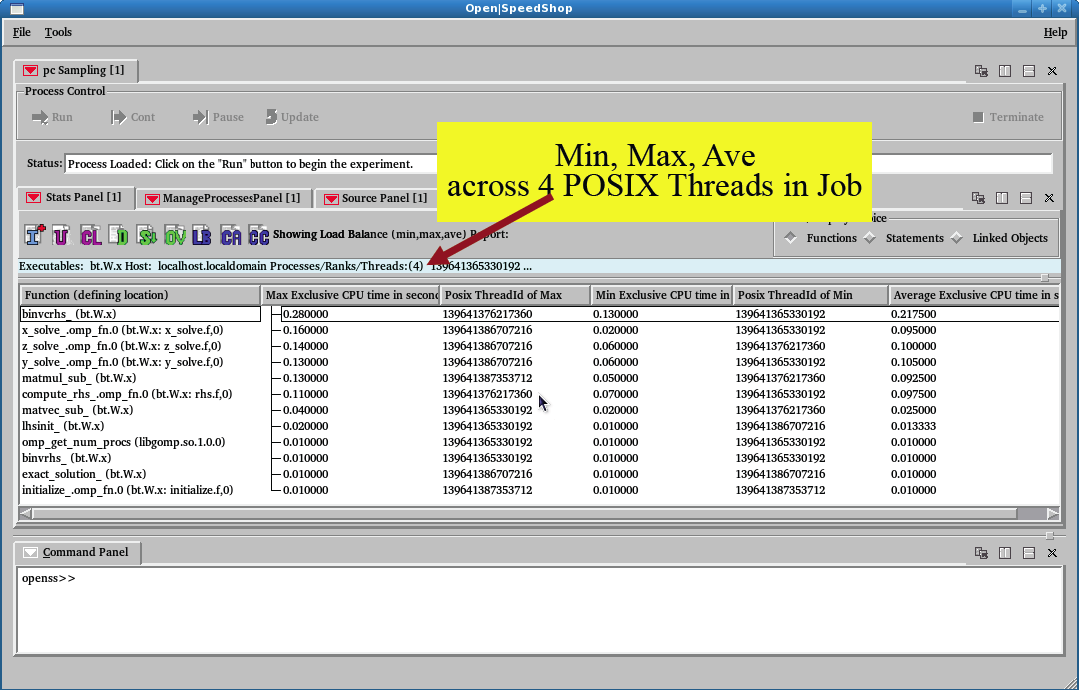 Open|SpeedShop
File Tools Help
pc Sampling [1]
Process Control
Run Cont Pause Update Terminate
Status: Process Loaded: Click on the "Run" button to begin the experiment.
Min, Max, Ave
across 4 POSIX Threads in Job
Stats Panel [1] ManageProcessesPanel [1] Source Panel [1]
I U CL D OV LB CA CC Showing Load Balance (min,max,ave) Report:
Functions Statements Linked Objects
Executables: bt.W.x Host: localhost.localdomain Processes/Ranks/Threads:(4) 139641365330192 ...
Function (defining location) Max Exclusive CPU time in secon Posix ThreadId of Max Min Exclusive CPU time in Posix ThreadId of Min Average Exclusive CPU time in s
binvcrhs_ (bt.W.x) 0.280000 139641376217360 0.130000 139641365330192 0.217500
x_solve_.omp_fn.0 (bt.W.x: x_solve.f,0) 0.160000 139641386707216 0.020000 139641365330192 0.095000
z_solve_.omp_fn.0 (bt.W.x: z_solve.f,0) 0.140000 139641386707216 0.060000 139641376217360 0.100000
y_solve_.omp_fn.0 (bt.W.x: y_solve.f,0) 0.130000 139641386707216 0.060000 139641365330192 0.105000
matmul_sub_ (bt.W.x) 0.130000 139641387353712 0.050000 139641376217360 0.092500
compute_rhs_.omp_fn.0 (bt.W.x: rhs.f,0) 0.110000 139641376217360 0.070000 139641365330192 0.097500
matvec_sub_ (bt.W.x) 0.040000 139641365330192 0.020000 139641376217360 0.025000
lhsinit_ (bt.W.x) 0.020000 139641365330192 0.010000 139641386707216 0.013333
omp_get_num_procs (libgomp.so.1.0.0) 0.010000 139641365330192 0.010000 139641365330192 0.010000
binvrhs_ (bt.W.x) 0.010000 139641365330192 0.010000 139641365330192 0.010000
exact_solution_ (bt.W.x) 0.010000 139641386707216 0.010000 139641386707216 0.010000
initialize_.omp_fn.0 (bt.W.x: initialize.f,0) 0.010000 139641387353712 0.010000 139641387353712 0.010000
Command Panel
openss>>